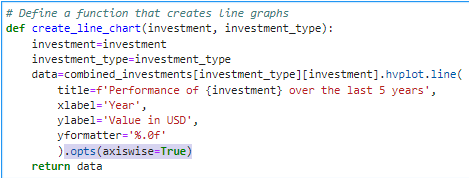 # Define a function that creates line graphs
def create_line_chart(investment, investment_type):
    investment=investment
    investment_type=investment_type
    data=combined_investments[investment_type][investment].hvplot.line(
        title=f'Performance of {investment} over the last 5 years',
        xlabel='Year',
        ylabel='Value in USD',
        yformatter='%.0f'
        ).opts(axiswise=True)
    return data